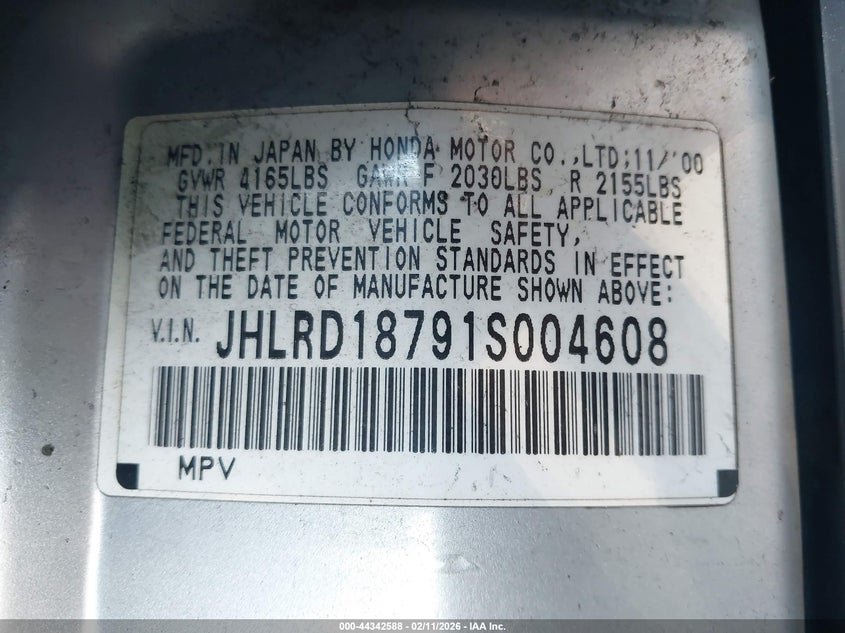 MFD.IN JAPAN BY HONDA MOTOR CO.,LTD;11/'00
GVWR 4165LBS GAWR F 2030LBS R 2155LBS
THIS VEHICLE CONFORMS TO ALL APPLICABLE
FEDERAL MOTOR VEHICLE SAFETY,
AND THEFT PREVENTION STANDARDS IN EFFECT
ON THE DATE OF MANUFACTURE SHOWN ABOVE:
V.I.N. JHLRD18791S004608
MPV
000-44342588 | 02/11/2026 – IAA Inc.